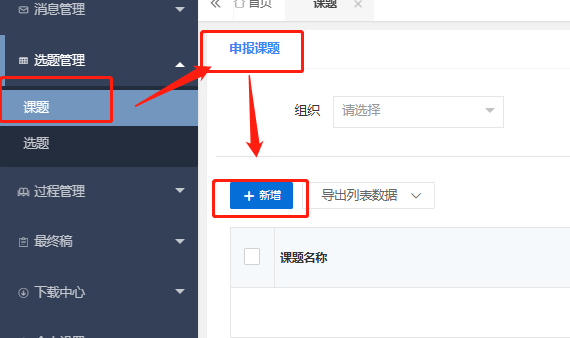 消息管理
首页
课题
选题管理
申报课题
课题
组织
请选择
选题
新增
导出列表数据
过程管理
最终稿
课题名称
下载中心